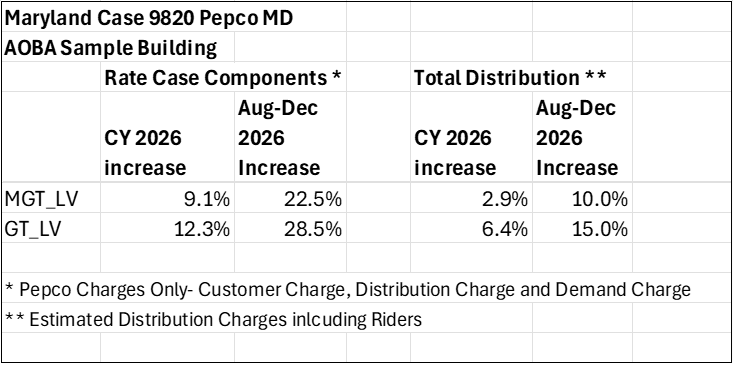 Maryland Case 9820 Pepco MD
AOBA Sample Building
Rate Case Components * Total Distribution **
CY 2026 increase Aug-Dec 2026 Increase CY 2026 increase Aug-Dec 2026 Increase
MGT_LV 9.1% 22.5% 2.9% 10.0%
GT_LV 12.3% 28.5% 6.4% 15.0%
* Pepco Charges Only- Customer Charge, Distribution Charge and Demand Charge
** Estimated Distribution Charges inlcuding Riders